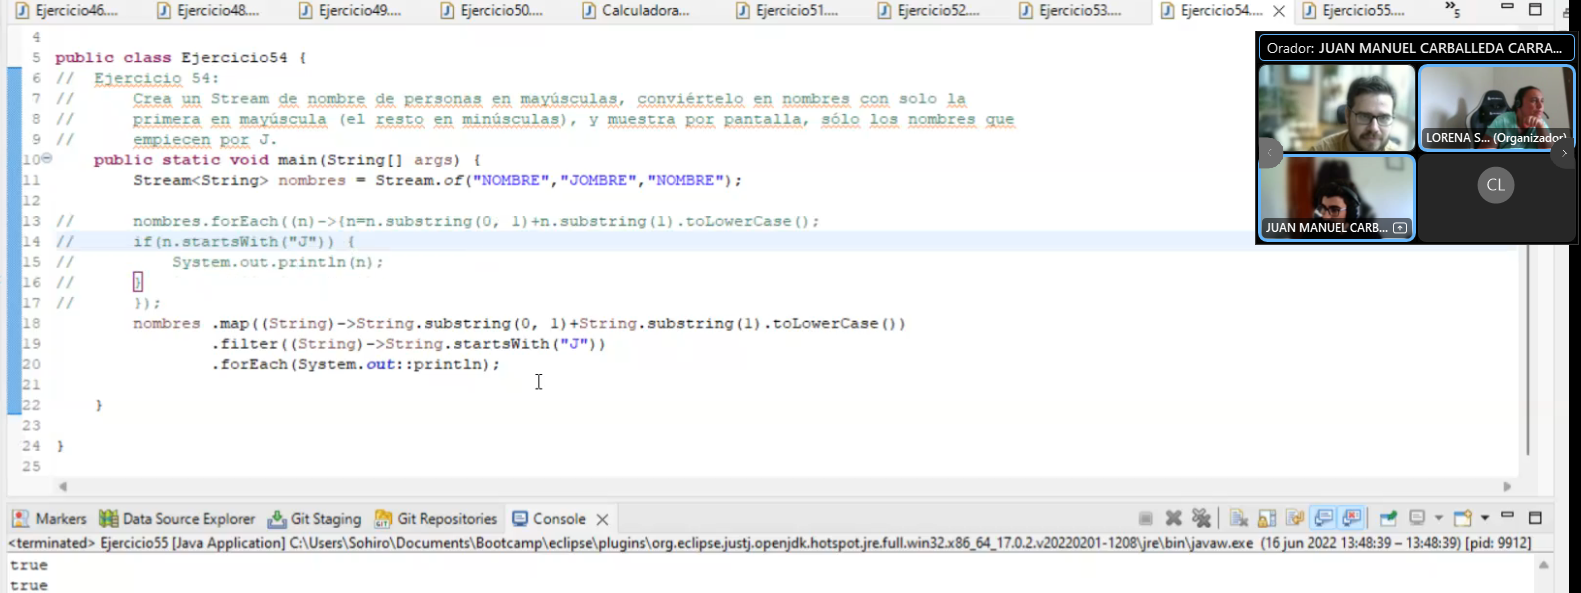 Ejercicio46.... Ejercicio48.... Ejercicio49.... Ejercicio50.... Calculadora... Ejercicio51.... Ejercicio52.... Ejercicio53.... Ejercicio54.... Ejercicio55.... » 5
4
5 public class Ejercicio54 {
6 // Ejercicio 54:
7 // Crea un Stream de nombre de personas en mayúsculas, conviértelo en nombres con solo la
8 // primera en mayúscula (el resto en minúsculas), y muestra por pantalla, sólo los nombres que
9 // empiecen por J.
10 public static void main(String[] args) {
11 Stream<String> nombres = Stream.of("NOMBRE","JOMBRE","NOMBRE");
12
13 // nombres.forEach((n)->{n=n.substring(0, 1)+n.substring(1).toLowerCase();
14 // if(n.startsWith("J")) {
15 // System.out.println(n);
16 // }
17 // });
18 nombres .map((String)->String.substring(0, 1)+String.substring(1).toLowerCase())
19 .filter((String)->String.startsWith("J"))
20 .forEach(System.out::println);
21
22 }
23
24 }
25
Orador: JUAN MANUEL CARBALLEDA CARRA...
LORENA S... (Organizador)
JUAN MANUEL CARB...
CL
Markers Data Source Explorer Git Staging Git Repositories Console
<terminated> Ejercicio55 [Java Application] C:\Users\Sohiro\Documents\Bootcamp\eclipse\plugins\org.eclipse.justj.openjdk.hotspot.jre.full.win32.x86_64_17.0.2.v20220201-1208\jre\bin\javaw.exe (16 jun 2022 13:48:39 – 13:48:39) [pid: 9912]
true
true